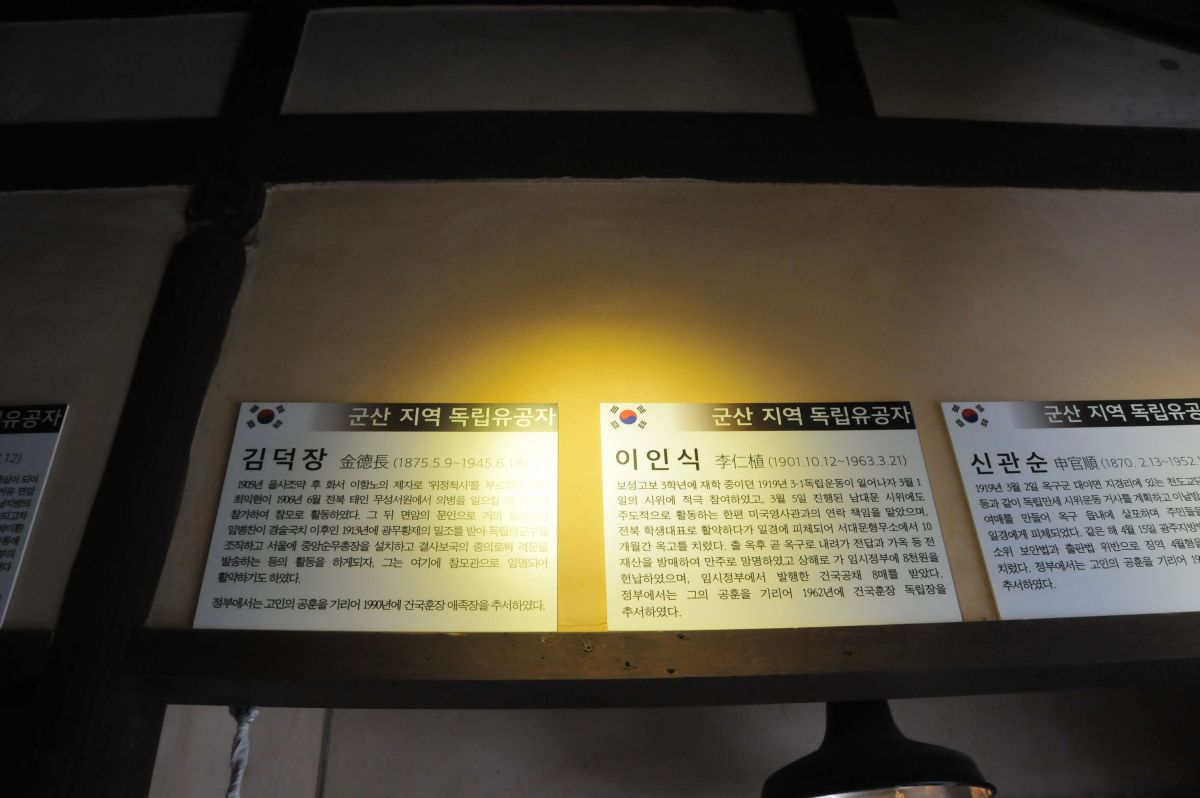 유공자
.12)
군산 지역 독립유공자
김덕장 金德長 (1875.5.9~1945.6.18)
1905년 을사조약 후 화서 이항노의 제자로 '위정척사'를
최익현이 1906년 6월 전북 태인 무성서원에서 의병을 일으킬
참가하여 참모로 활동하였다. 그 뒤 면암의 문인으로
임병찬이 경술국치 이후인 1913년에 광무황제의 밀조를 받아 독립의군부를
조직하고 서울에 중앙순무총장을 설치하고 결사보국의 충의로써 격문을
발송하는 등의 활동을 하게되자, 그는 여기에 참모관으로 임명되어
활약하기도 하였다.
정부에서는 고인의 공훈을 기리어 1990년에 건국훈장 애족장을 추서하였다.
군산 지역 독립유공자
이인식 李仁植 (1901.10.12~1963.3.21)
보성고보 3학년에 재학 중이던 1919년 3·1독립운동이 일어나자 3월 1
일의 시위에 적극 참여하였고, 3월 5일 진행된 남대문 시위에도
주도적으로 활동하는 한편 미국영사관과의 연락 책임을 맡았으며,
전북 학생대표로 활약하다가 일경에 피체되어 서대문형무소에서 10
개월간 옥고를 치렀다. 출 옥후 곧 옥구로 내려가 전답과 가옥 등 전
재산을 방매하여 만주로 망명하였고 상해로 가 임시정부에 8천원을
헌납하였으며, 임시정부에서 발행한 건국공채 8매를 받았다.
정부에서는 그의 공훈을 기리어 1962년에 건국훈장 독립장을
추서하였다.
군산 지역 독립유공
신관순 申官順 (1870. 2.13~1952.
1919년 3월 2일 옥구군 대야면 지경리에 있는 천도교
등과 같이 독립만세 시위운동 거사를 계획하고 이날밤
여매를 만들어 옥구 읍내에 살포하며 주민들을
일경에게 피체되었다. 같은 해 4월 15일 광주지방
소위 보안법과 출판법 위반으로 징역 4월형을
치렀다. 정부에서는 고인의 공훈을 기리어 19
추서하였다.